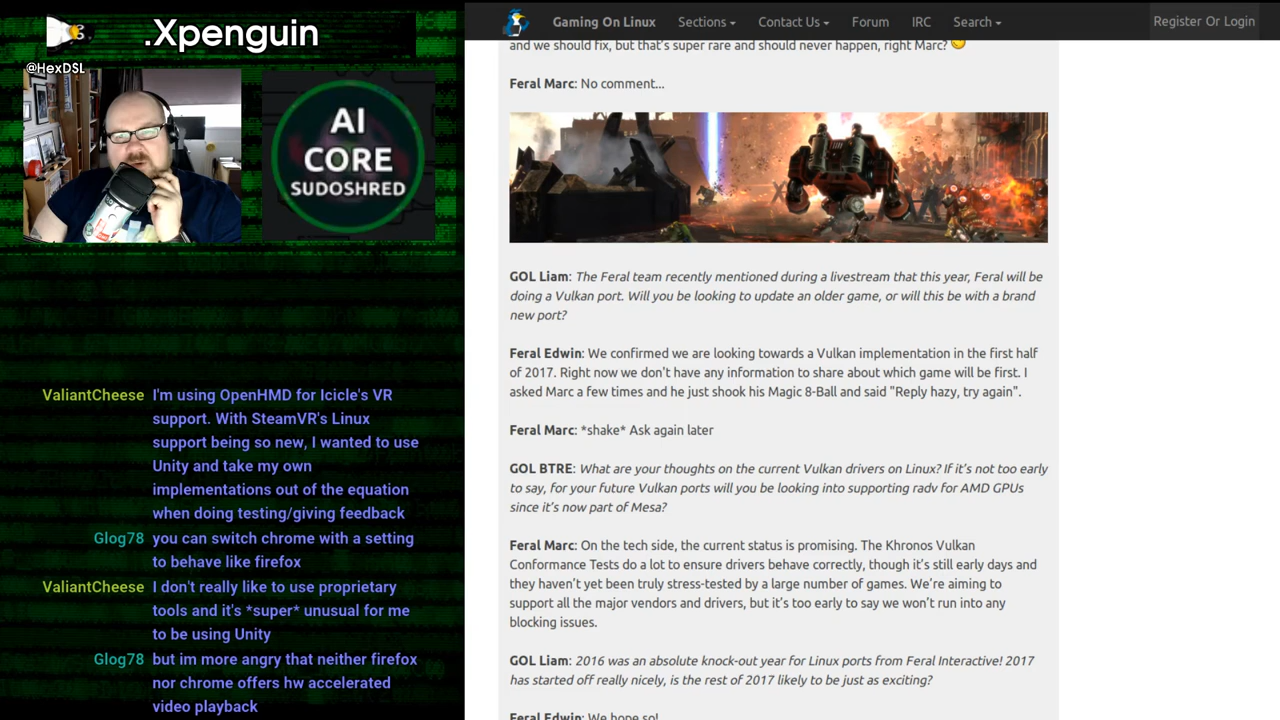 .Xpenguin
@HexDSL
AI
CORE
SUDOSHRED
ValiantCheese I'm using OpenHMD for Icicle's VR
support. With SteamVR's Linux
support being so new, I wanted to use
Unity and take my own
implementations out of the equation
when doing testing/giving feedback
Glog78 you can switch chrome with a setting
to behave like firefox
ValiantCheese I don't really like to use proprietary
tools and it's *super* unusual for me
to be using Unity
Glog78 but im more angry that neither firefox
nor chrome offers hw accelerated
video playback
Gaming On Linux Sections Contact Us Forum IRC Search Register Or Login
and we should fix, but that's super rare and should never happen, right Marc?
Feral Marc: No comment...
GOL Liam: The Feral team recently mentioned during a livestream that this year, Feral will be
doing a Vulkan port. Will you be looking to update an older game, or will this be with a brand
new port?
Feral Edwin: We confirmed we are looking towards a Vulkan implementation in the first half
of 2017. Right now we don't have any information to share about which game will be first. I
asked Marc a few times and he just shook his Magic 8-Ball and said "Reply hazy, try again".
Feral Marc: *shake* Ask again later
GOL BTRE: What are your thoughts on the current Vulkan drivers on Linux? If it's not too early
to say, for your future Vulkan ports will you be looking into supporting radv for AMD GPUs
since it's now part of Mesa?
Feral Marc: On the tech side, the current status is promising. The Khronos Vulkan
Conformance Tests do a lot to ensure drivers behave correctly, though it's still early days and
they haven't yet been truly stress-tested by a large number of games. We're aiming to
support all the major vendors and drivers, but it's too early to say we won't run into any
blocking issues.
GOL Liam: 2016 was an absolute knock-out year for Linux ports from Feral Interactive! 2017
has started off really nicely, is the rest of 2017 likely to be just as exciting?
Feral Edwin: We hope so!